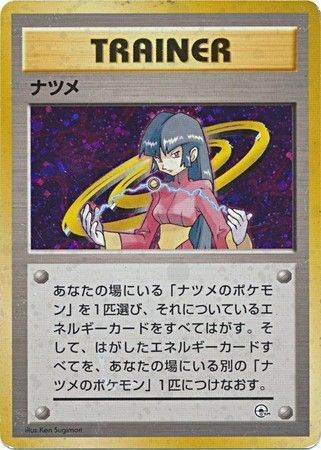 TRAINER
ナツメ
あなたの場にいる「ナツメのポケモン
」を1匹選び、それについているエ
ネルギーカードをすべてはがす。そ
して、はがしたエネルギーカードす
べてを、あなたの場にいる別の「ナ
ツメのポケモン」1匹につけなおす。
Illus. Ken Sugimori